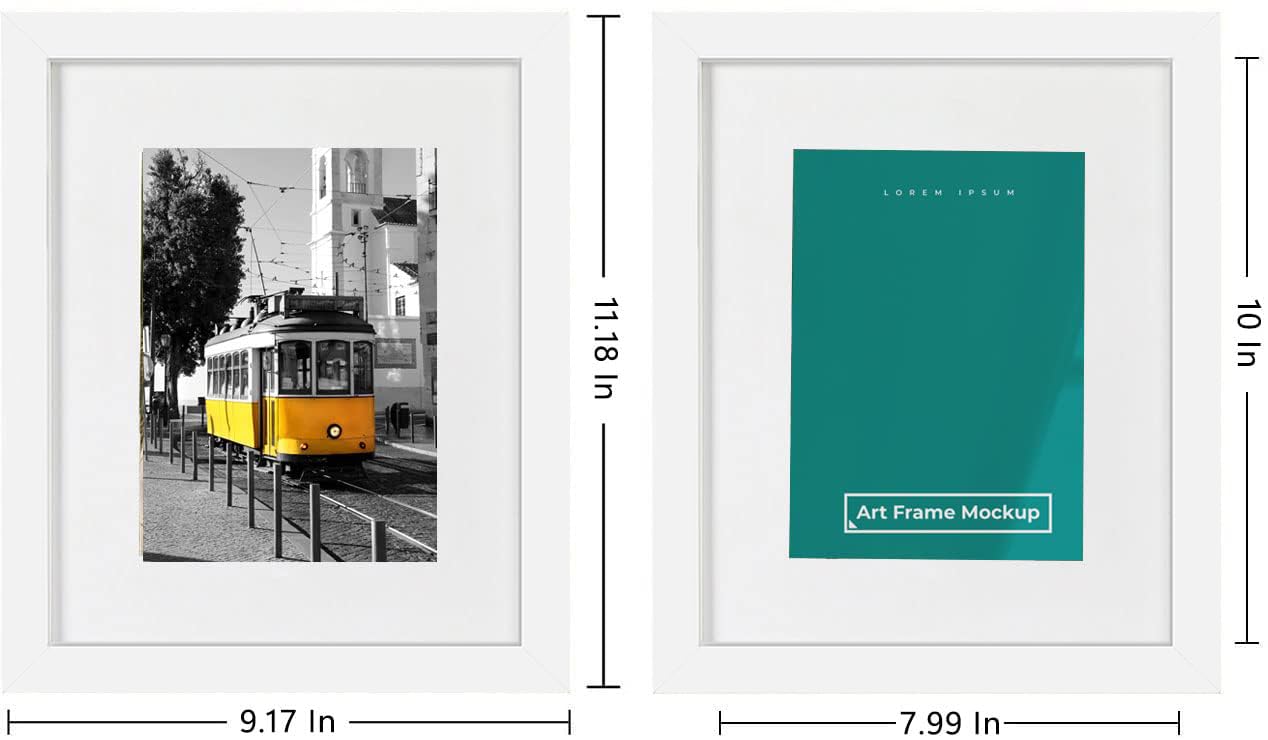 LOREM IPSUM
Art Frame Mockup
11.18 In
10 In
9.17 In
7.99 In